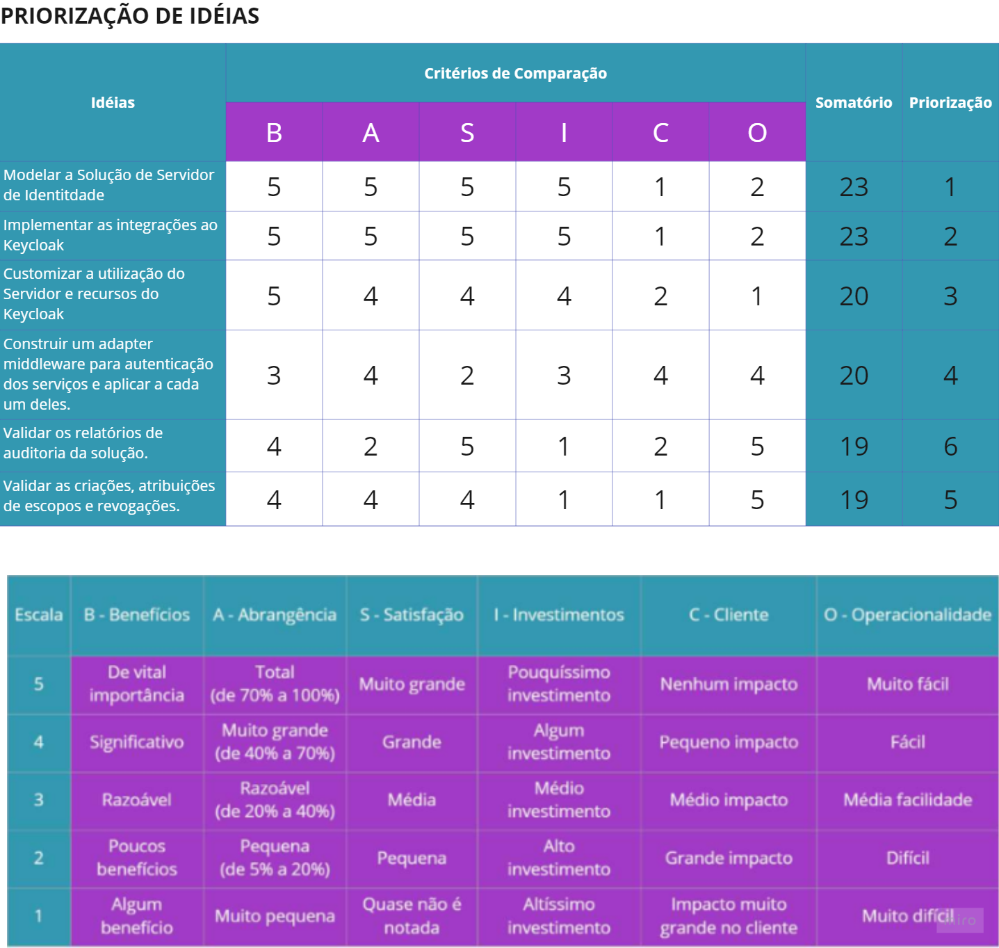 PRIORIZAÇÃO DE IDÉIAS
Idéias
Critérios de Comparação
Somatório
Priorização
B A S I C O
Modelar a Solução de Servidor
de Identitdade
5 5 5 5 1 2 23 1
Implementar as integrações ao
Keycloak
5 5 5 5 1 2 23 2
Customizar a utilização do
Servidor e recursos do
Keycloak
5 4 4 4 2 1 20 3
Construir um adapter
middleware para autenticação
dos serviços e aplicar a cada
um deles.
3 4 2 3 4 4 20 4
Validar os relatórios de
auditoria da solução.
4 2 5 1 2 5 19 6
Validar as criações, atribuições
de escopos e revogações.
4 4 4 1 1 5 19 5
Escala
B - Benefícios
A - Abrangência
S - Satisfação
I - Investimentos
C - Cliente
O - Operacionalidade
5
De vital
importância
Total
(de 70% a 100%)
Muito grande
Pouquíssimo
investimento
Nenhum impacto
Muito fácil
4
Significativo
Muito grande
(de 40% a 70%)
Grande
Algum
investimento
Pequeno impacto
Fácil
3
Razoável
Razoável
(de 20% a 40%)
Média
Médio
investimento
Médio impacto
Média facilidade
2
Poucos
benefícios
Pequena
(de 5% a 20%)
Pequena
Alto
investimento
Grande impacto
Difícil
1
Algum
benefício
Muito pequena
Quase não é
notada
Altíssimo
investimento
Impacto muito
grande no cliente
Muito difícil
miro